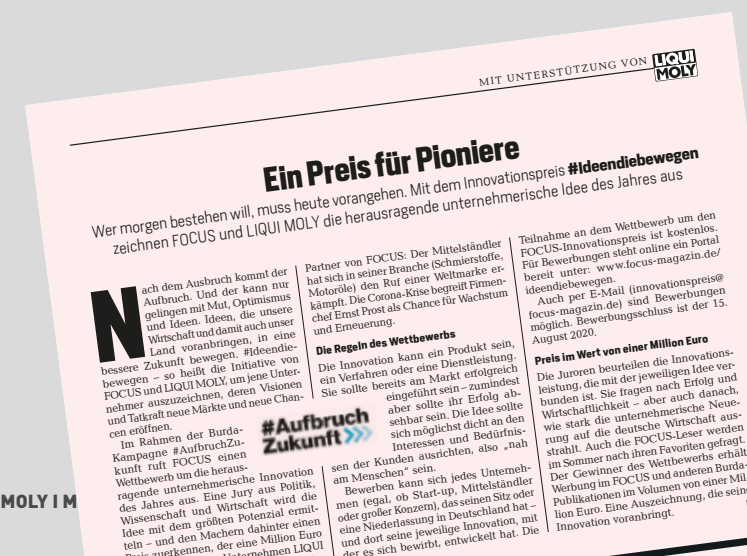 MIT UNTERSTÜTZUNG VON LIQUI MOLY
Ein Preis für Pioniere
Wer morgen bestehen will, muss heute vorangehen. Mit dem Innovationspreis #Ideendiebewegen
zeichnen FOCUS und LIQUI MOLY die herausragende unternehmerische Idee des Jahres aus
Nach dem Ausbruch kommt der
Aufbruch. Und der kann nur
gelingen mit Mut, Optimismus
und Ideen. Ideen, die unsere
Wirtschaft und damit auch unser
Land voranbringen, in eine
bessere Zukunft bewegen. #Ideendie-
bewegen – so heißt die Initiative von
FOCUS und LIQUI MOLY, um jene Unter-
nehmer auszuzeichnen, deren Visionen
und Tatkraft neue Märkte und neue Chan-
cen eröffnen.
Im Rahmen der Burda-
Kampagne #AufbruchZu-
kunft ruft FOCUS einen
Wettbewerb um die heraus-
ragende unternehmerische Innovation
des Jahres aus. Eine Jury aus Politik,
Wissenschaft und Wirtschaft wird die
Idee mit dem größten Potenzial ermit-
teln – und den Machern dahinter einen
Preis zuerkennen, der eine Million Euro
Unternehmen LIQUI
#Aufbruch
Zukunft
Partner von FOCUS: Der Mittelständler
hat sich in seiner Branche (Schmierstoffe,
Motoröle) den Ruf einer Weltmarke er-
kämpft. Die Corona-Krise begreift Firmen-
chef Ernst Prost als Chance für Wachstum
und Erneuerung.
Die Regeln des Wettbewerbs
Die Innovation kann ein Produkt sein,
ein Verfahren oder eine Dienstleistung.
Sie sollte bereits am Markt erfolgreich
eingeführt sein – zumindest
aber sollte ihr Erfolg ab-
sehbar sein. Die Idee sollte
sich möglichst dicht an den
Interessen und Bedürfnis-
sen der Kunden ausrichten, also „nah
am Menschen“ sein.
Bewerben kann sich jedes Unterneh-
men (egal, ob Start-up, Mittelständler
oder großer Konzern), das seinen Sitz oder
eine Niederlassung in Deutschland hat –
und dort seine jeweilige Innovation, mit
der es sich bewirbt, entwickelt hat. Die
Teilnahme an dem Wettbewerb um den
FOCUS-Innovationspreis ist kostenlos.
Für Bewerbungen steht online ein Portal
bereit unter: www.focus-magazin.de/
ideendiebewegen.
Auch per E-Mail (innovationspreis@
focus-magazin.de) sind Bewerbungen
möglich. Bewerbungsschluss ist der 15.
August 2020.
Preis im Wert von einer Million Euro
Die Juroren beurteilen die Innovations-
leistung, die mit der jeweiligen Idee ver-
bunden ist. Sie fragen nach Erfolg und
Wirtschaftlichkeit – aber auch danach,
wie stark die unternehmerische Neue-
rung auf die deutsche Wirtschaft aus-
strahlt. Auch die FOCUS-Leser werden
im Sommer nach ihren Favoriten gefragt.
Der Gewinner des Wettbewerbs erhält
Werbung im FOCUS und anderen Burda-
Publikationen im Volumen von einer Mil-
lion Euro. Eine Auszeichnung, die seine
Innovation voranbringt.
MOLY I M